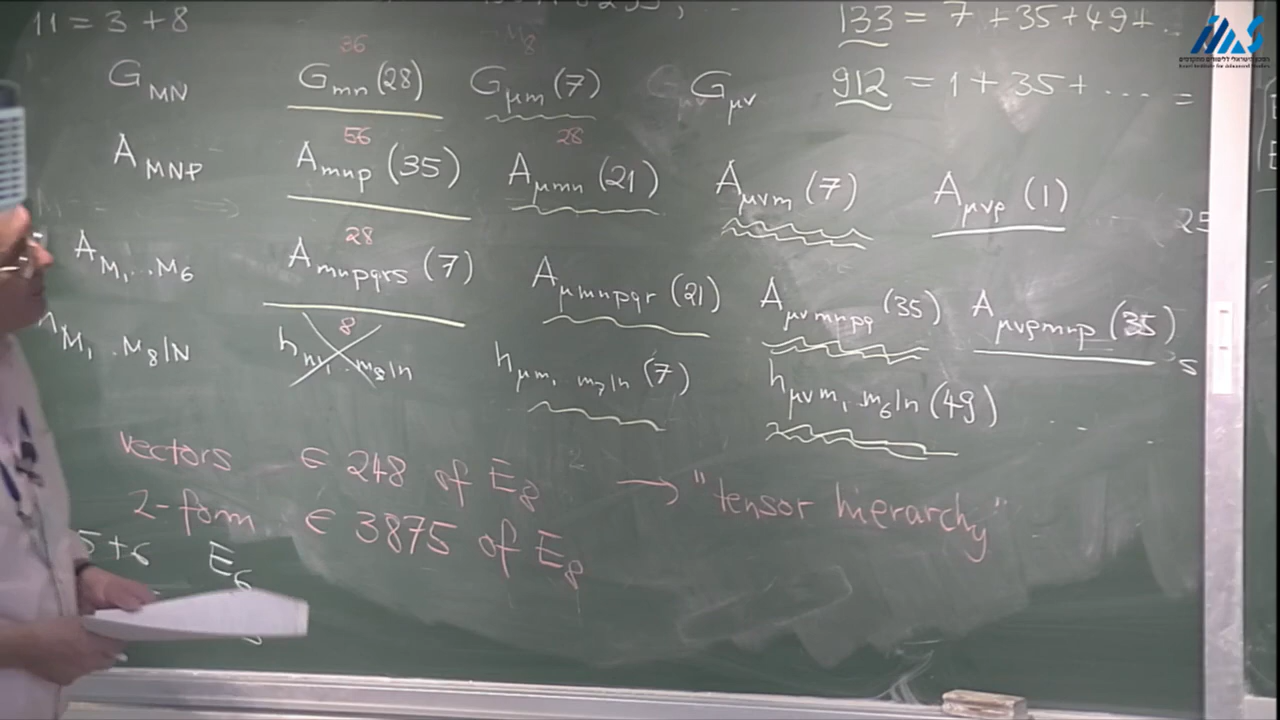 11 = 3 + 8
133 = 7 + 35 + 49 + ..
36
G_MN G_mn (28) G_μm (7) G_μν 912 = 1 + 35 + .... =
56 28
A_MNP A_mnp (35) A_μmn (21) A_μνm (7) A_μνρ (1)
28
A_M₁...M₆ A_mnpqrs (7) A_μmnpqr (21) A_μνmnpq (35) A_μνρmnp (35)
8
M₁..M₈|N h_m₁..m₈|n h_μm₁ m₇|n (7) h_μνm₁..m₆|n (49) ...
vectors ∈ 248 of E₈ → "tensor hierarchy"
2-form ∈ 3875 of E₈
5+6 E₆